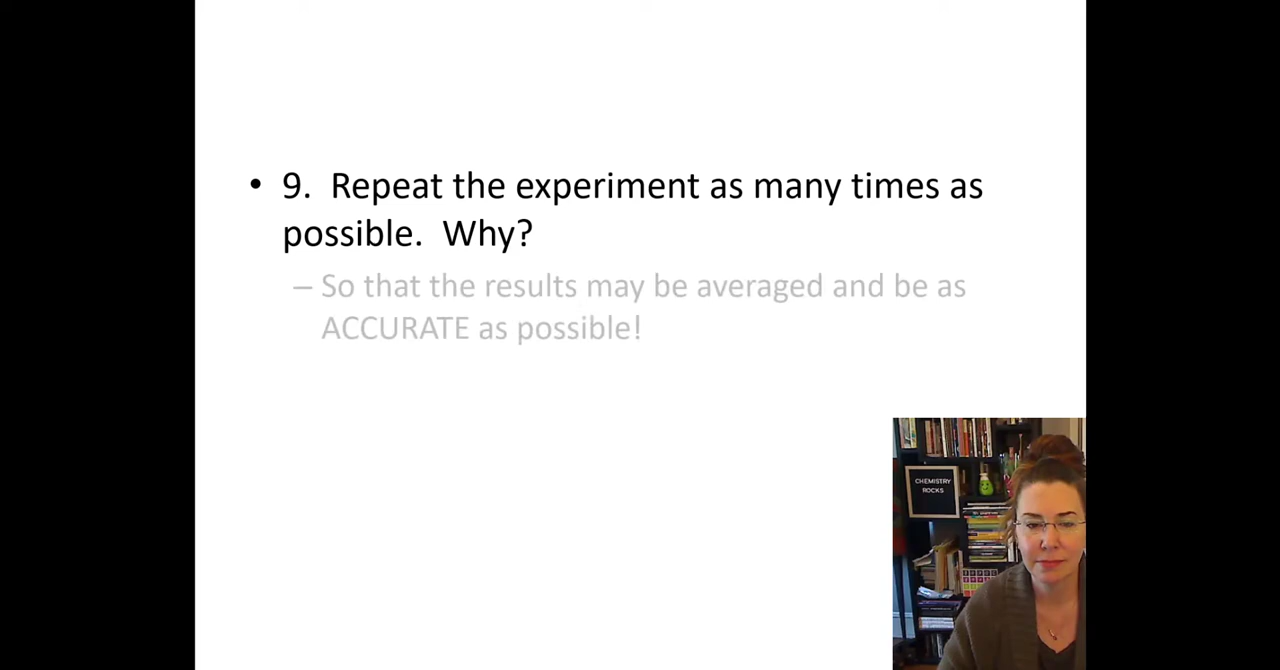 • 9.  Repeat the experiment as many times as
possible.  Why?
– So that the results may be averaged and be as
ACCURATE as possible!
CHEMISTRY
ROCKS